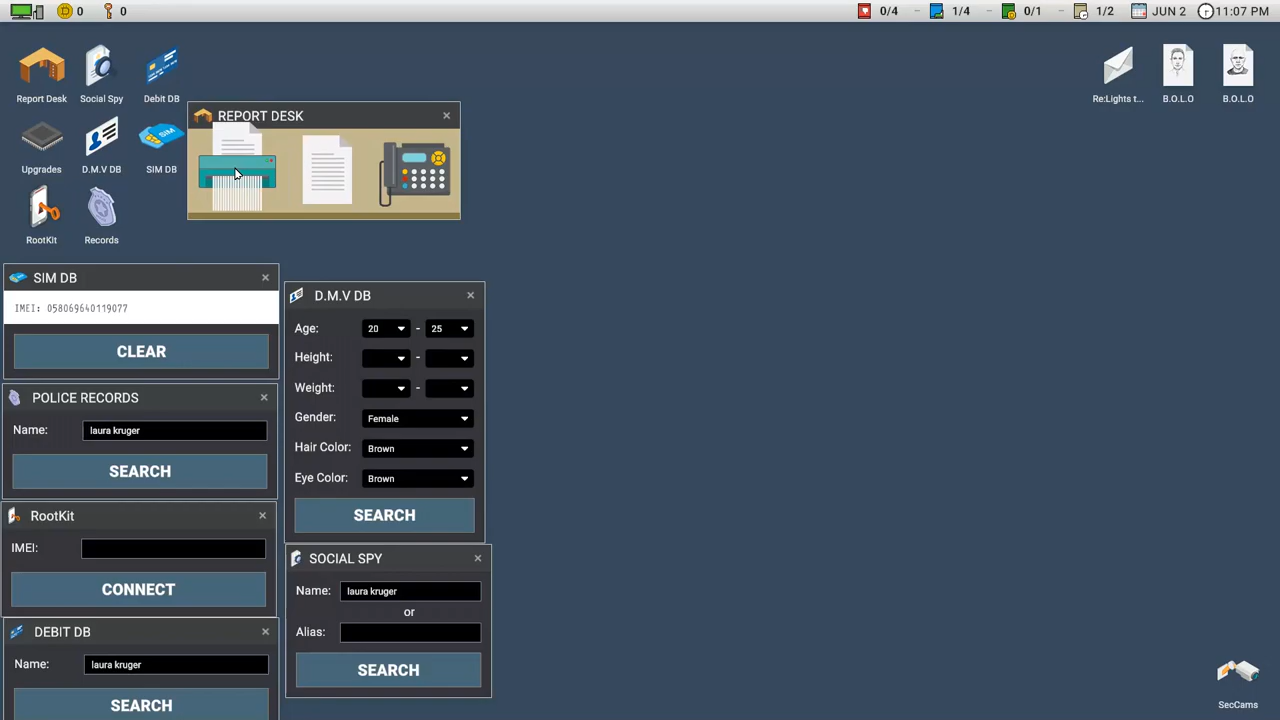 0
0
0/4
1/4
0/1
1/2
JUN 2
11:07 PM
Report Desk
Social Spy
Debit DB
Re:Lights t...
B.O.L.O
B.O.L.O
REPORT DESK
Upgrades
D.M.V DB
SIM DB
SIM
RootKit
Records
SIM DB
IMEI: 058069640119077
CLEAR
POLICE RECORDS
Name: laura kruger
SEARCH
RootKit
IMEI:
CONNECT
DEBIT DB
Name: laura kruger
SEARCH
D.M.V DB
Age: 20 - 25
Height: -
Weight: -
Gender: Female
Hair Color: Brown
Eye Color: Brown
SEARCH
SOCIAL SPY
Name: laura kruger
or
Alias:
SEARCH
SecCams